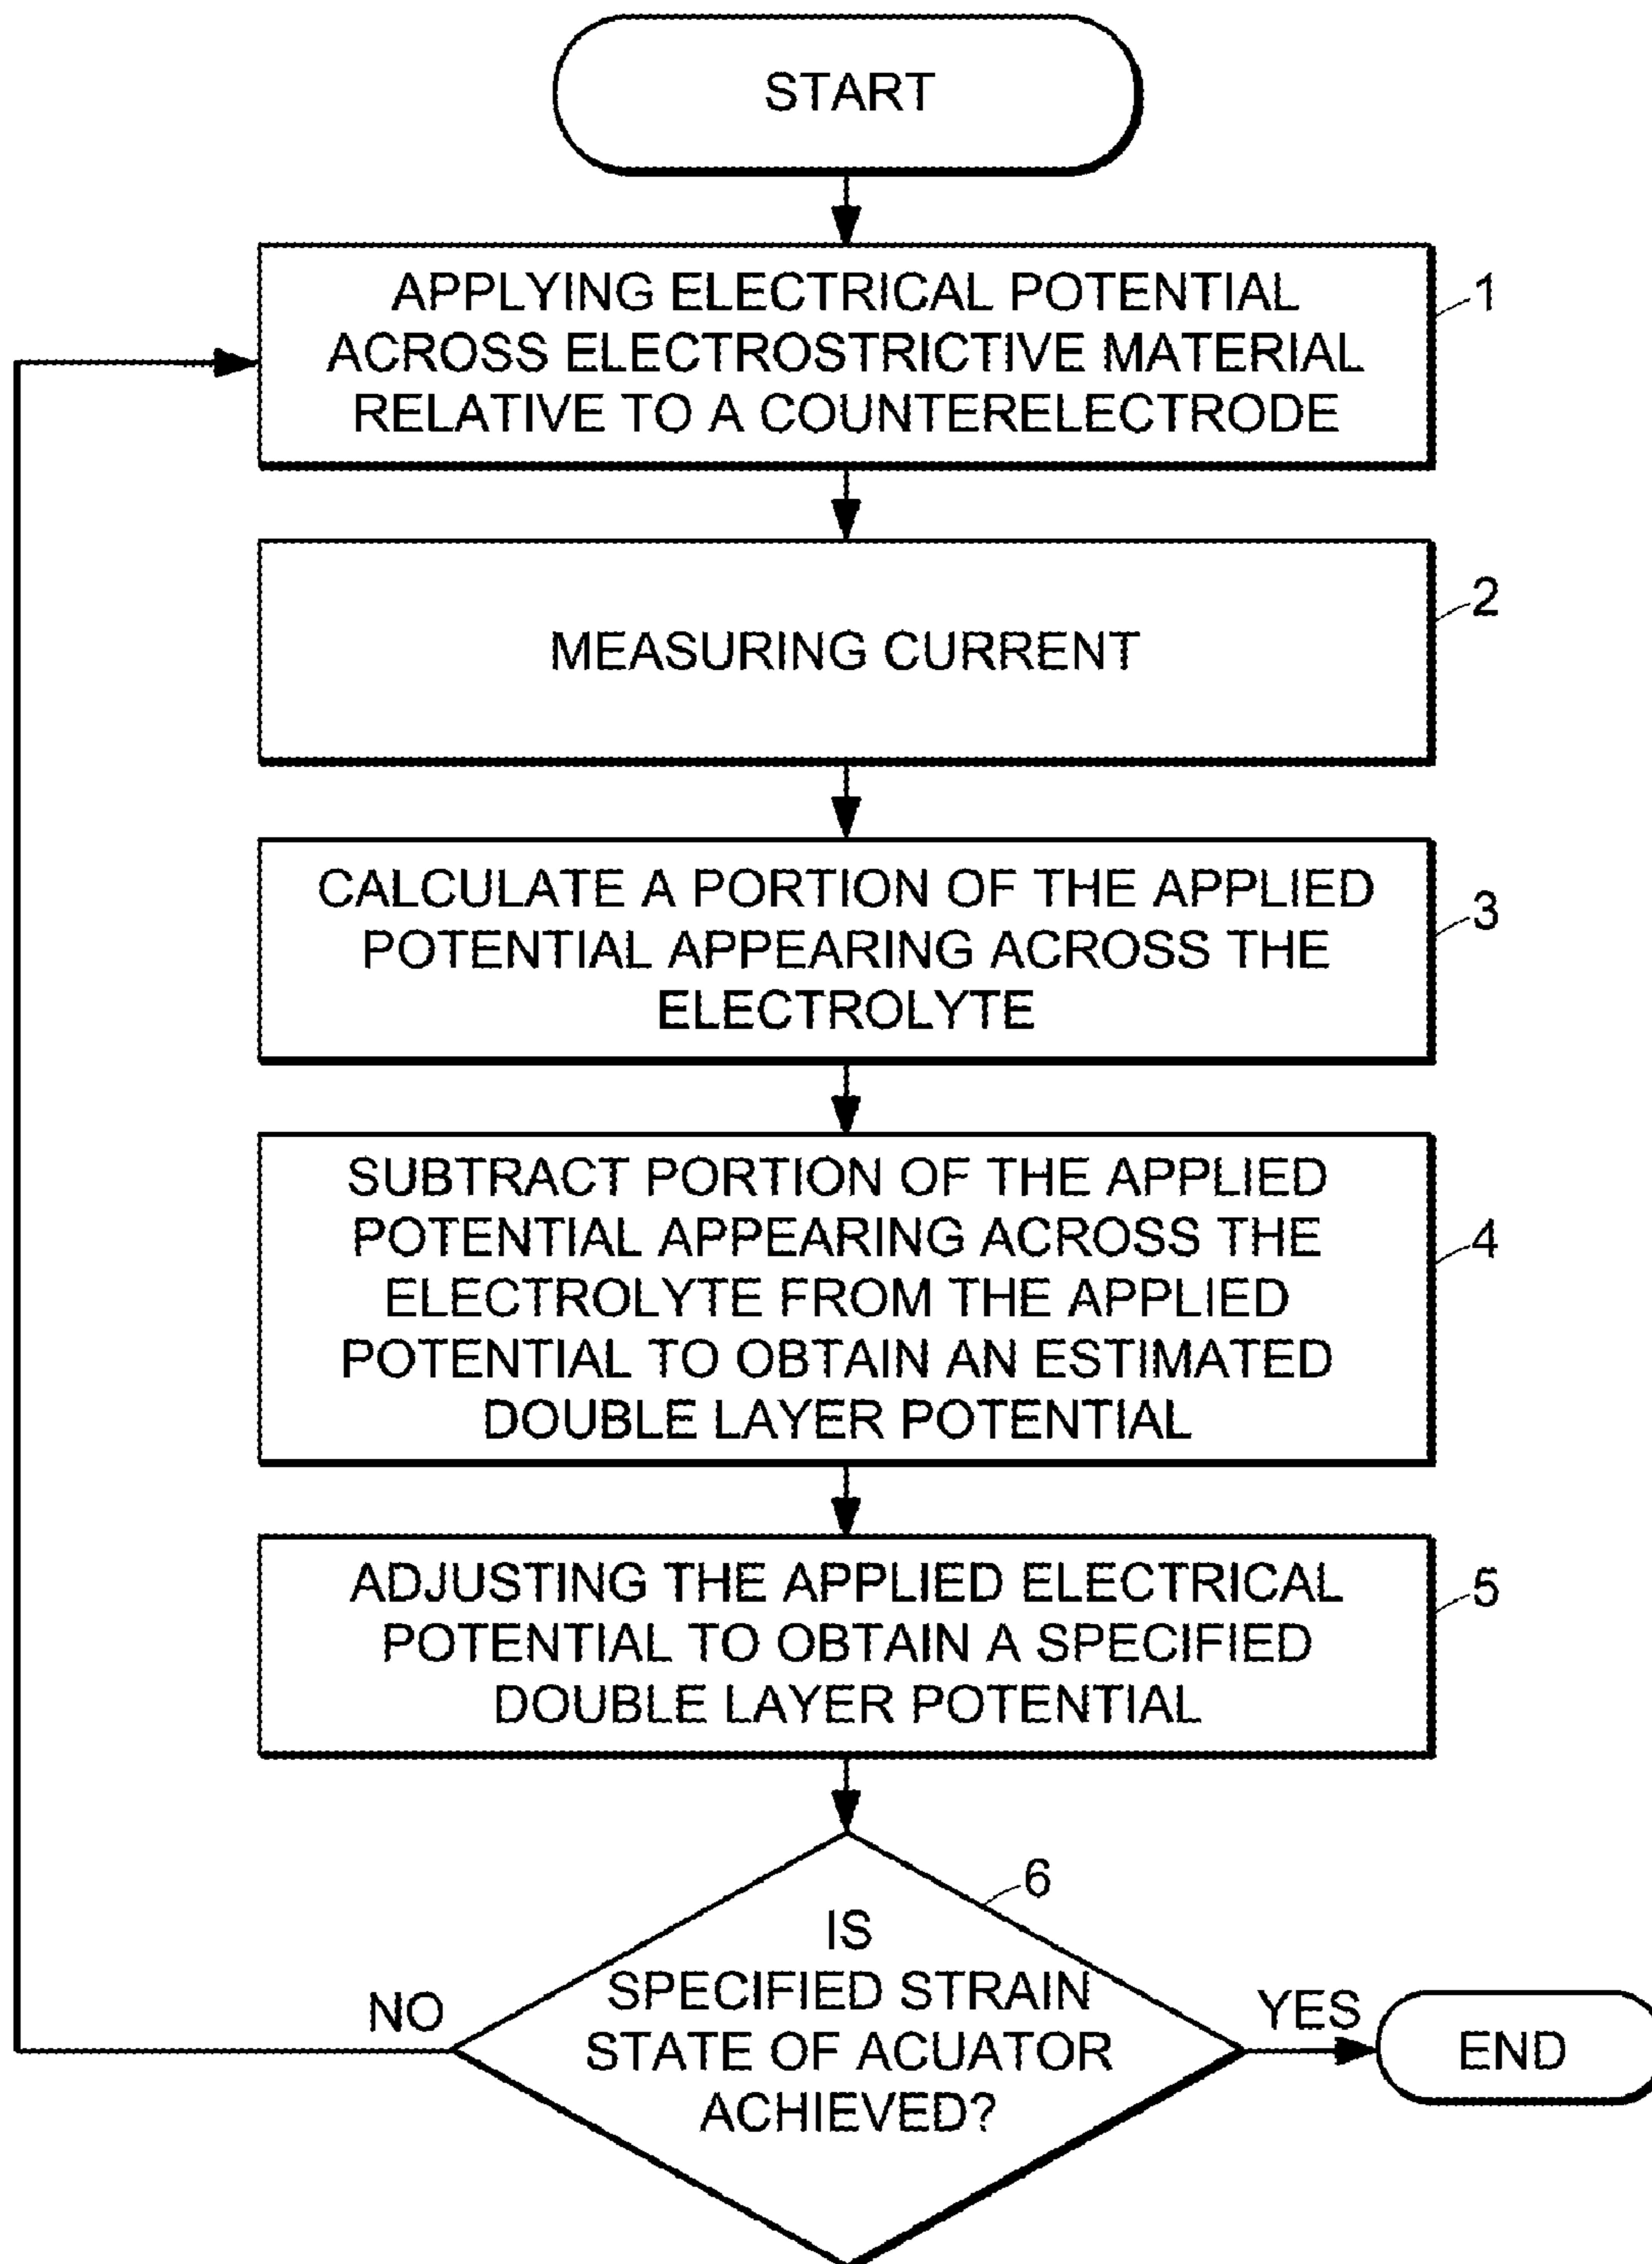 START
APPLYING ELECTRICAL POTENTIAL
ACROSS ELECTROSTRICTIVE MATERIAL
RELATIVE TO A COUNTERELECTRODE
1
MEASURING CURRENT
2
CALCULATE A PORTION OF THE APPLIED
POTENTIAL APPEARING ACROSS THE
ELECTROLYTE
3
SUBTRACT PORTION OF THE APPLIED
POTENTIAL APPEARING ACROSS THE
ELECTROLYTE FROM THE APPLIED
POTENTIAL TO OBTAIN AN ESTIMATED
DOUBLE LAYER POTENTIAL
4
ADJUSTING THE APPLIED ELECTRICAL
POTENTIAL TO OBTAIN A SPECIFIED
DOUBLE LAYER POTENTIAL
5
6
IS
SPECIFIED STRAIN
STATE OF ACUATOR
ACHIEVED?
NO
YES
END